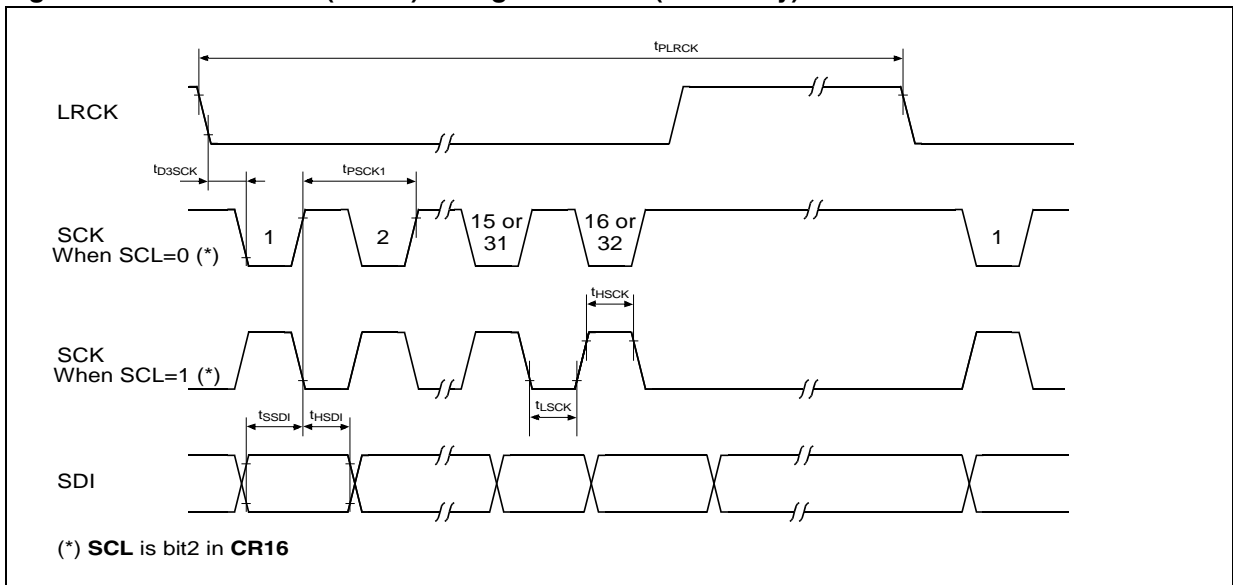 tPLRCK
LRCK
tD3SCK
tPSCK1
SCK
When SCL=0 (*)
1
2
15 or
31
16 or
32
1
tHSCK
SCK
When SCL=1 (*)
tLSCK
tSSDI
tHSDI
SDI
(*) SCL is bit2 in CR16